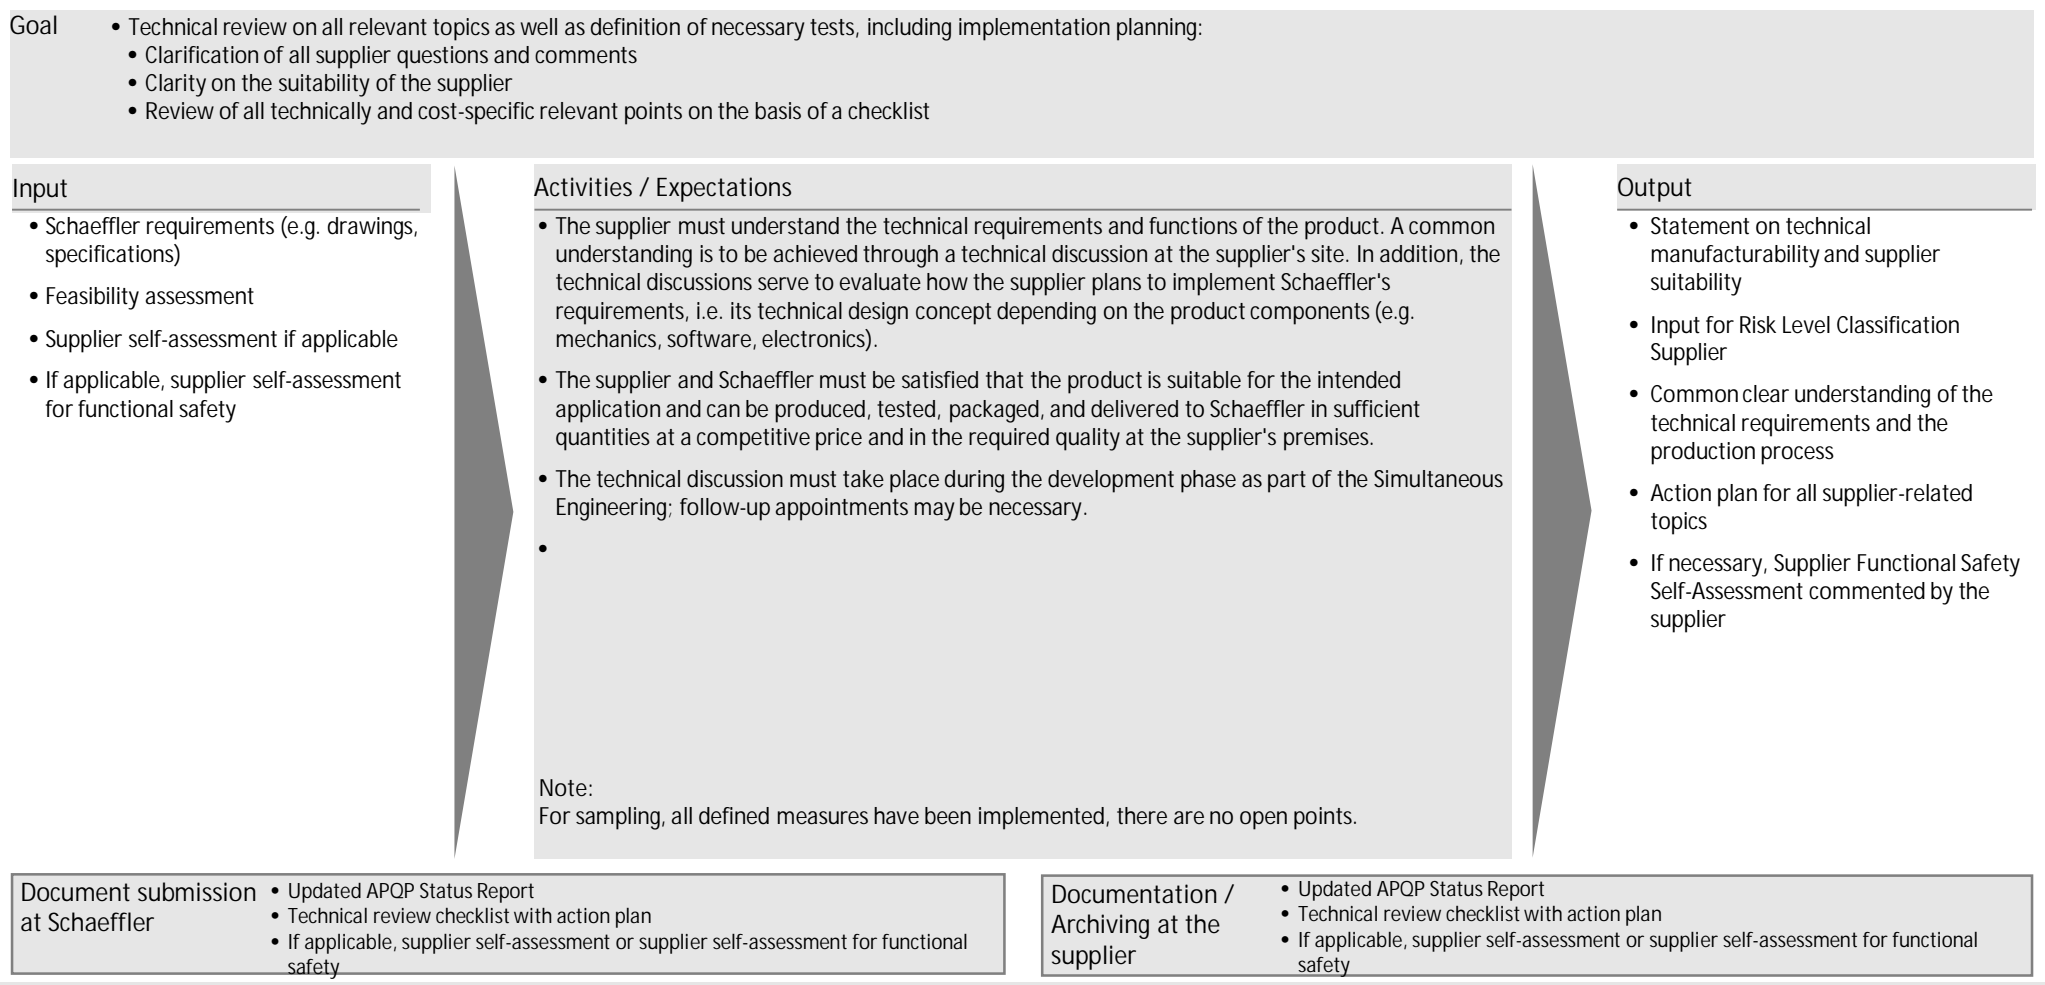 Goal
• Technical review on all relevant topics as well as definition of necessary tests, including implementation planning:
• Clarification of all supplier questions and comments
• Clarity on the suitability of the supplier
• Review of all technically and cost-specific relevant points on the basis of a checklist
Input
• Schaeffler requirements (e.g. drawings,
specifications)
• Feasibility assessment
• Supplier self-assessment if applicable
• If applicable, supplier self-assessment
for functional safety
Activities / Expectations
• The supplier must understand the technical requirements and functions of the product. A common
understanding is to be achieved through a technical discussion at the supplier's site. In addition, the
technical discussions serve to evaluate how the supplier plans to implement Schaeffler's
requirements, i.e. its technical design concept depending on the product components (e.g.
mechanics, software, electronics).
• The supplier and Schaeffler must be satisfied that the product is suitable for the intended
application and can be produced, tested, packaged, and delivered to Schaeffler in sufficient
quantities at a competitive price and in the required quality at the supplier's premises.
• The technical discussion must take place during the development phase as part of the Simultaneous
Engineering; follow-up appointments may be necessary.
•
Note:
For sampling, all defined measures have been implemented, there are no open points.
Output
• Statement on technical
manufacturability and supplier
suitability
• Input for Risk Level Classification
Supplier
• Common clear understanding of the
technical requirements and the
production process
• Action plan for all supplier-related
topics
• If necessary, Supplier Functional Safety
Self-Assessment commented by the
supplier
Document submission
at Schaeffler
• Updated APQP Status Report
• Technical review checklist with action plan
• If applicable, supplier self-assessment or supplier self-assessment for functional
safety
Documentation /
Archiving at the
supplier
• Updated APQP Status Report
• Technical review checklist with action plan
• If applicable, supplier self-assessment or supplier self-assessment for functional
safety